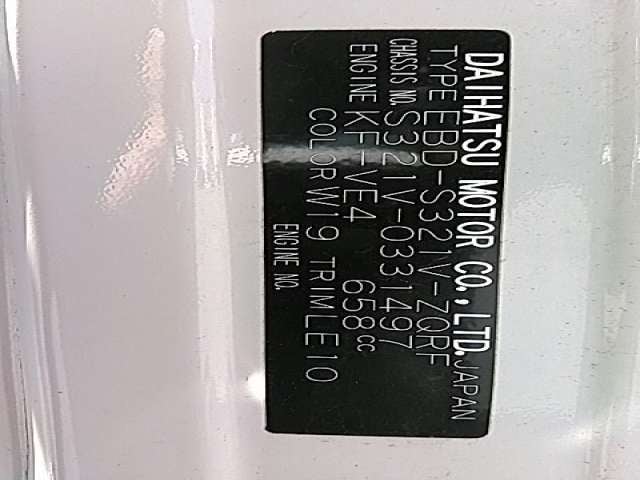 DAIHATSU MOTOR CO., LTD. JAPAN
TYPE EBD-S321V-ZQRF
CHASSIS NO. S321V-0331497
ENGINE KF-VE4 658cc
COLOR W19 TRIM LE10
ENGINE NO.